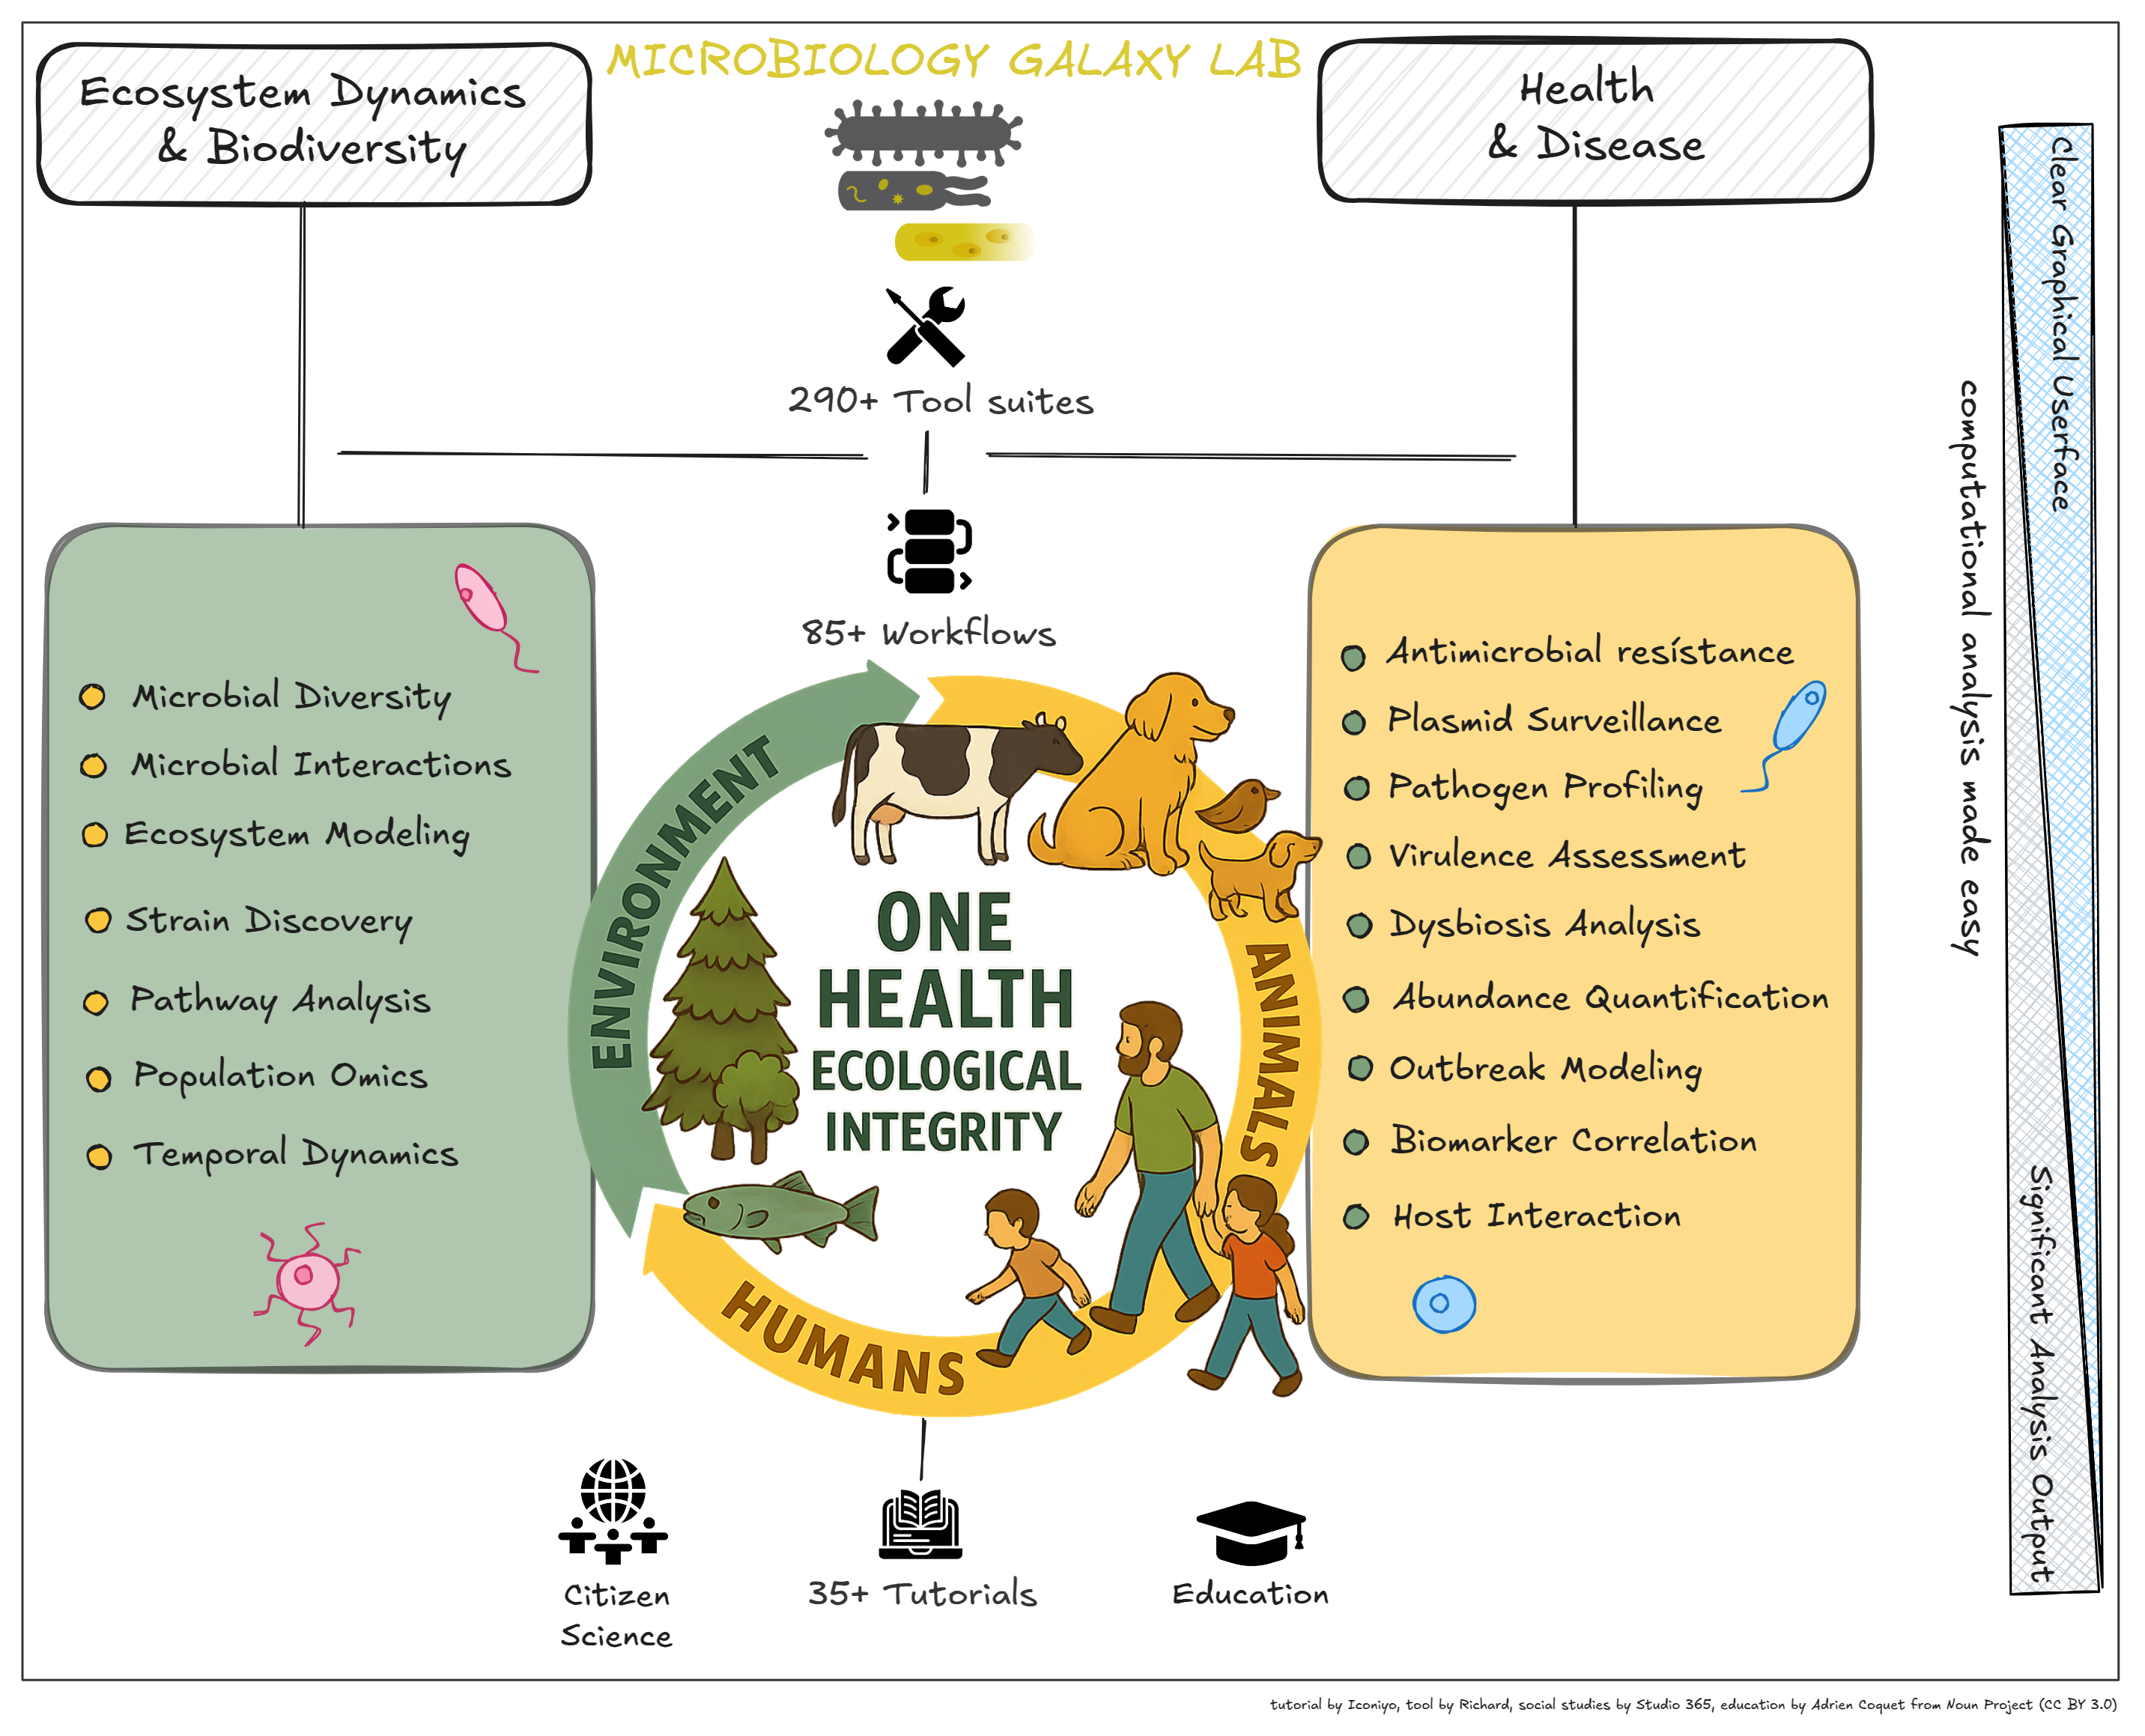 MICROBIOLOGY GALAXY LAB
Ecosystem Dynamics
& Biodiversity
Health
& Disease
290+ Tool suites
85+ Workflows
Microbial Diversity
Microbial Interactions
Ecosystem Modeling
Strain Discovery
Pathway Analysis
Population Omics
Temporal Dynamics
ENVIRONMENT
ANIMALS
HUMANS
ONE
HEALTH
ECOLOGICAL
INTEGRITY
Antimicrobial resístance
Plasmid Surveillance
Pathogen Profiling
Virulence Assessment
Dysbiosis Analysis
Abundance Quantification
Outbreak Modeling
Biomarker Correlation
Host Interaction
computational analysis made easy
Clear Graphical Userface
Significant Analysis Output
Citizen
Science
35+ Tutorials
Education
tutorial by Iconiyo, tool by Richard, social studies by Studio 365, education by Adrien Coquet from Noun Project (CC BY 3.0)